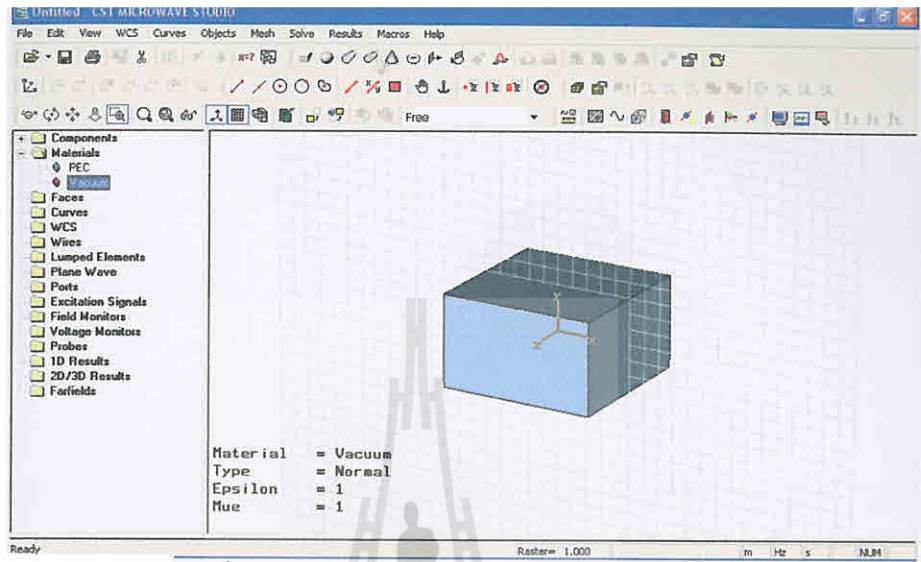 Untitled - CST MICROWAVE STUDIO
File Edit View WCS Curves Objects Mesh Solve Results Macros Help
Free
Components
Materials
PEC
Vacuum
Faces
Curves
WCS
Wires
Lumped Elements
Plane Wave
Ports
Excitation Signals
Field Monitors
Voltage Monitors
Probes
1D Results
2D/3D Results
Farfields
Material = Vacuum
Type = Normal
Epsilon = 1
Mue = 1
Ready Raster= 1.000 m Hz s NUM